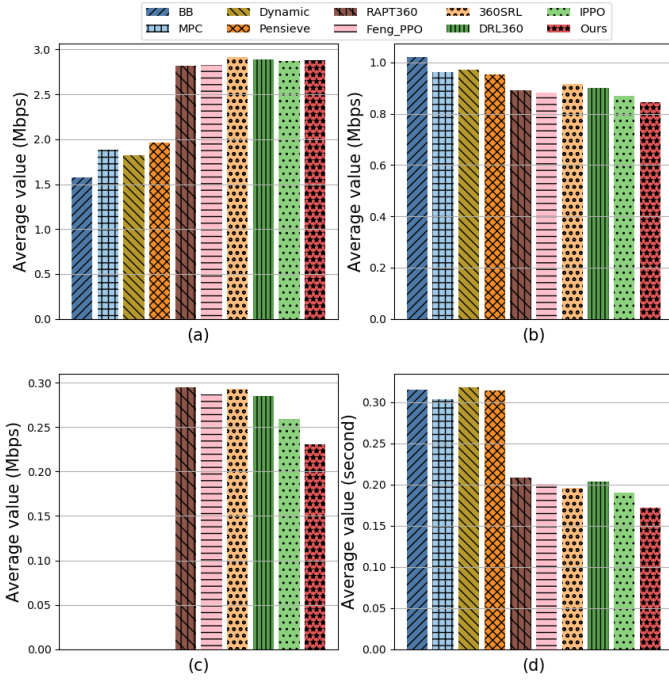 BB Dynamic RAPT360 360SRL IPPO
MPC Pensieve Feng_PPO DRL360 Ours
Average value (Mbps)
3.0
2.5
2.0
1.5
1.0
0.5
0.0
(a)
Average value (Mbps)
1.0
0.8
0.6
0.4
0.2
0.0
(b)
Average value (Mbps)
0.30
0.25
0.20
0.15
0.10
0.05
0.00
(c)
Average value (second)
0.30
0.25
0.20
0.15
0.10
0.05
0.00
(d)